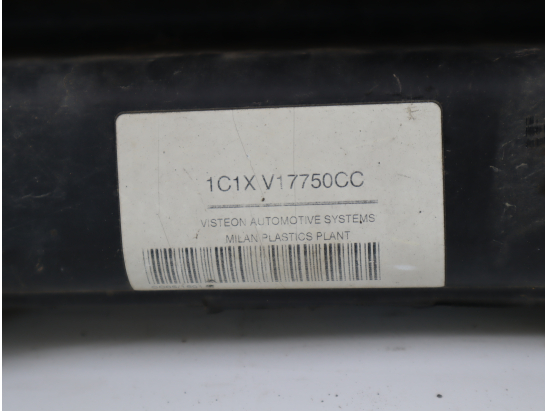 1C1X V17750CC
VISTEON AUTOMOTIVE SYSTEMS
MILAN PLASTICS PLANT